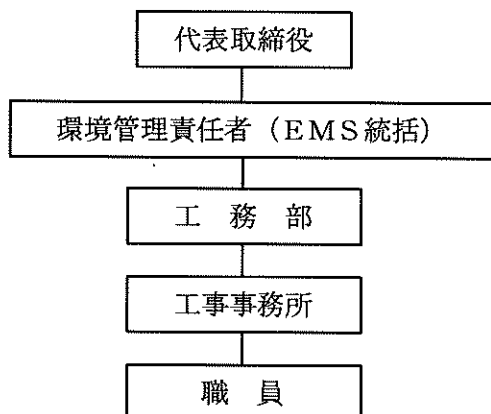 代表取締役
環境管理責任者（ＥＭＳ統括）
工　務　部
工事事務所
職　員